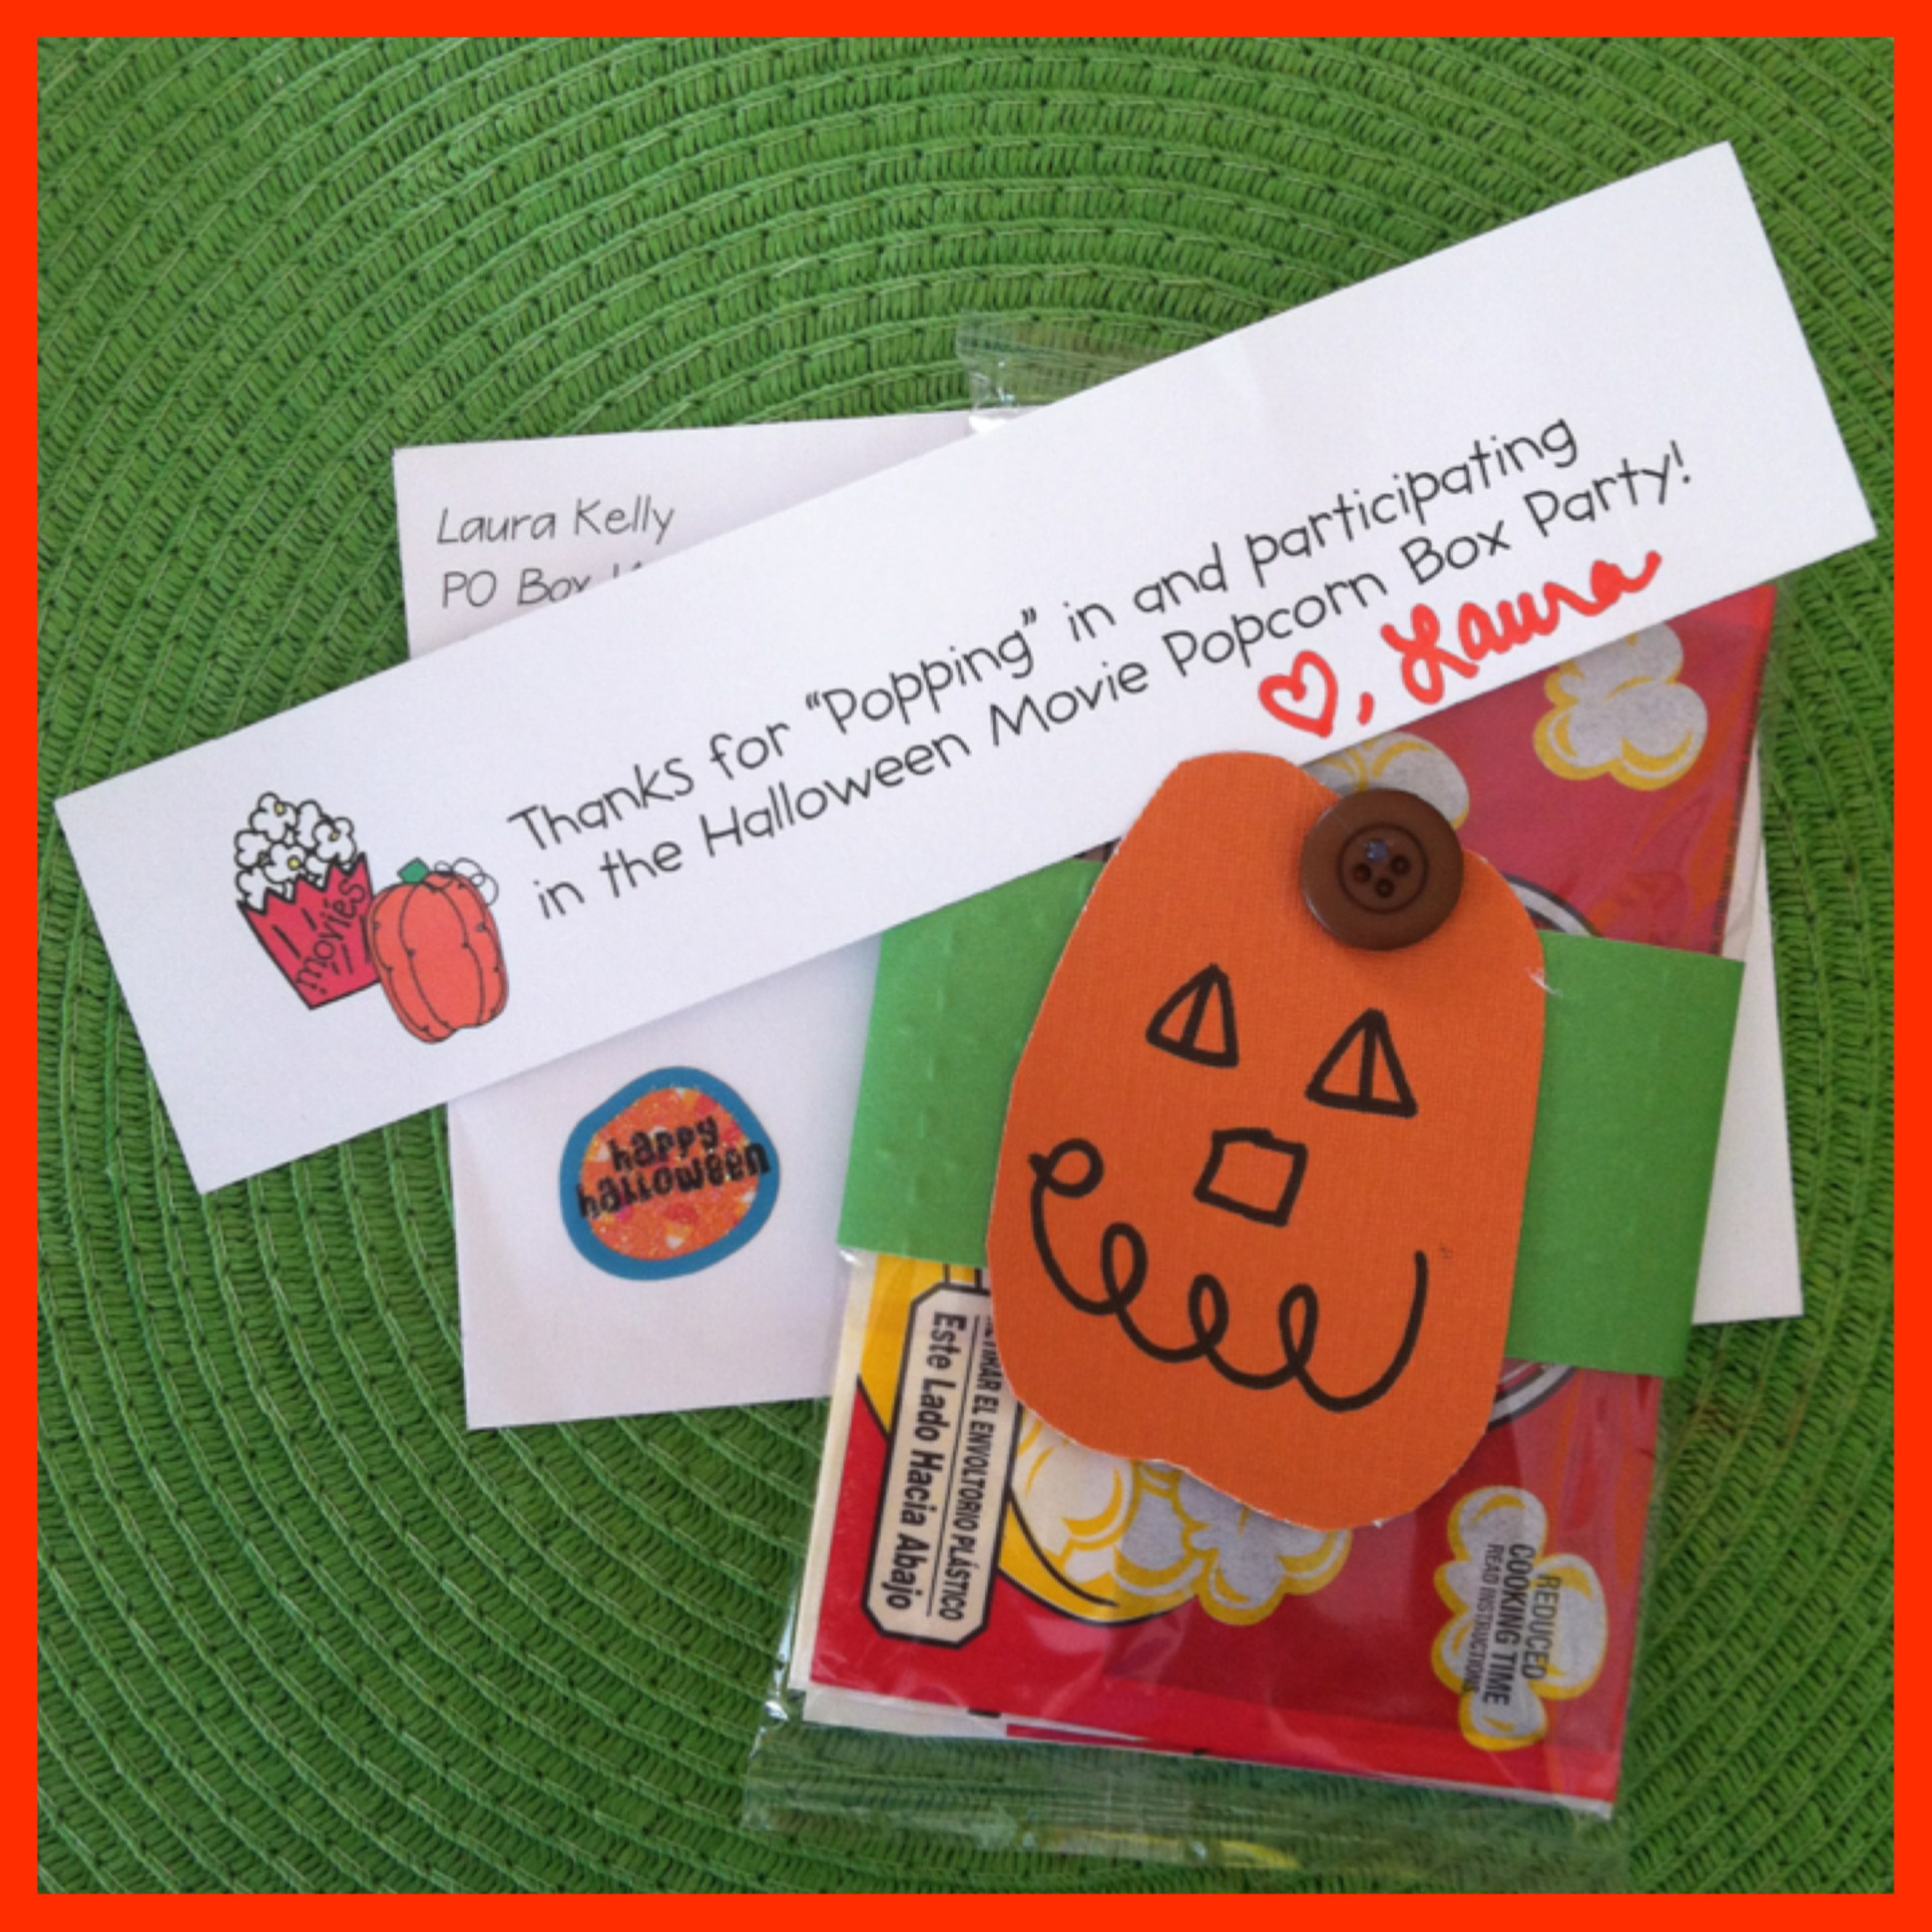 Laura Kelly
PO Box
Thanks for “Popping” in and participating
in the Halloween Movie Popcorn Box Party!
♡, Laura
movies
happy
halloween
RETIRAR EL ENVOLTORIO PLÁSTICO
Este Lado Hacia Abajo
REDUCED
COOKING TIME
READ INSTRUCTIONS